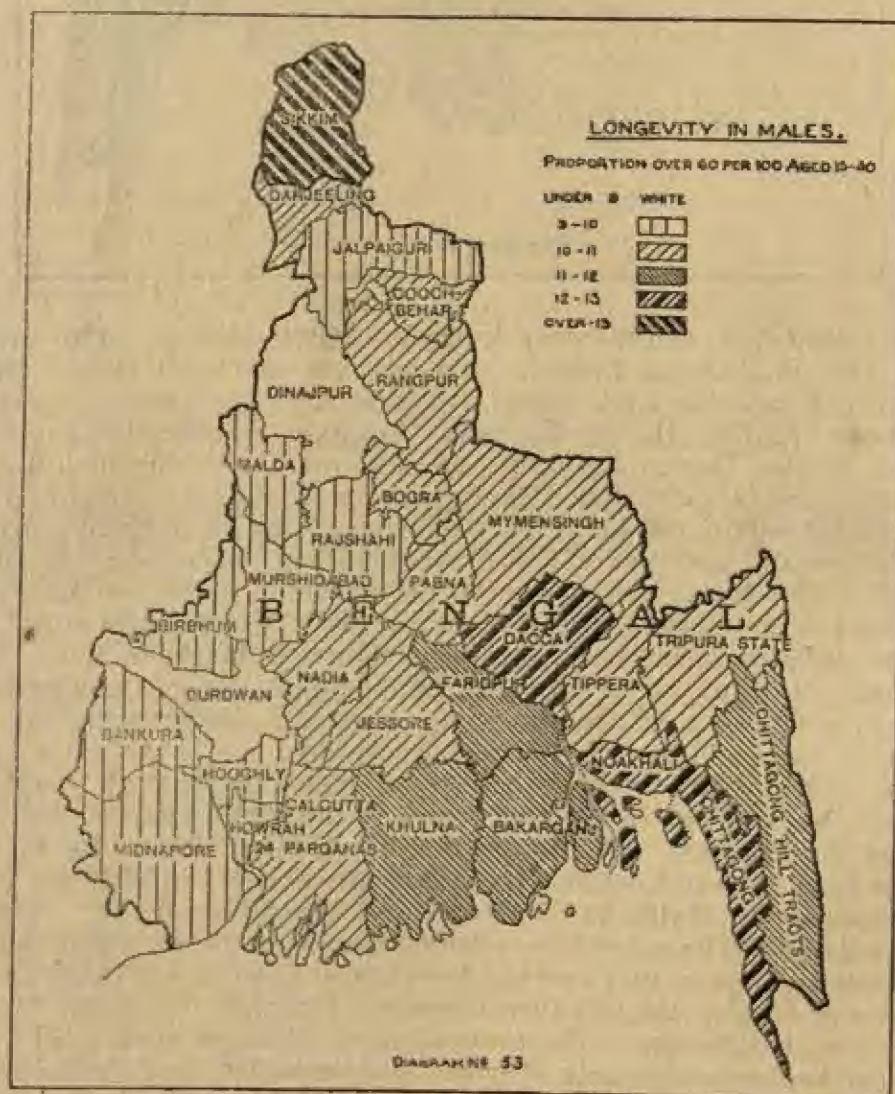 LONGEVITY IN MALES.
PROPORTION OVER 60 PER 100 AGED 15-40
UNDER 9 WHITE
9-10
10-11
11-12
12-13
OVER-13
SIKKIM
DARJEELING
JALPAIGURI
COOCH-
BEHAR
RANGPUR
DINAJPUR
MALDA
BOGRA
MYMENSINGH
RAJSHAHI
MURSHIDABAD
PABNA
BENGAL
BIRBHUM
DACCA
TRIPURA STATE
NADIA
FARIDPUR
TIPPERA
BURDWAN
BANKURA
JESSORE
CHITTAGONG HILL TRACTS
HOOGHLY
NOAKHALI
CALCUTTA
HOWRAH
24 PARGANAS
KHULNA
BAKARGANJ
CHITTAGONG
MIDNAPORE
DIAGRAM Nº 53